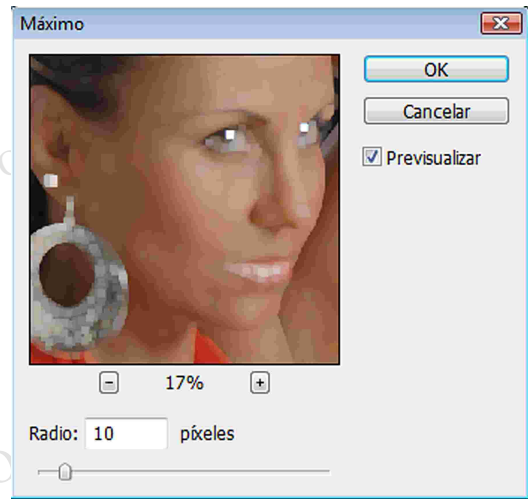 Máximo
OK
Cancelar
Previsualizar
17%
Radio: 10 píxeles